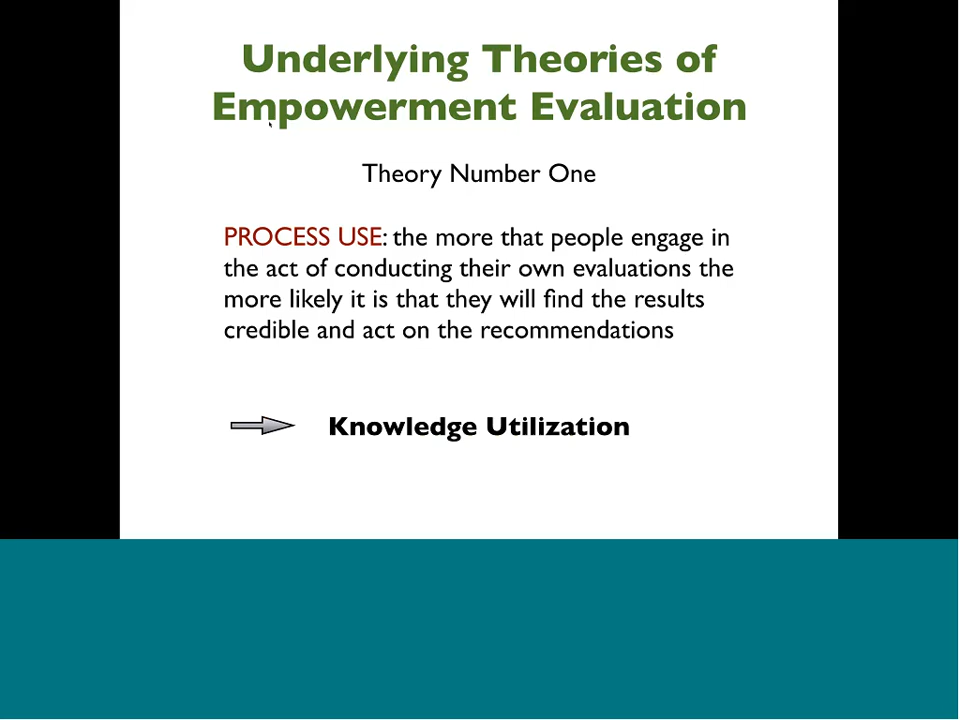 Underlying Theories of
Empowerment Evaluation
Theory Number One
PROCESS USE: the more that people engage in
the act of conducting their own evaluations the
more likely it is that they will find the results
credible and act on the recommendations
Knowledge Utilization